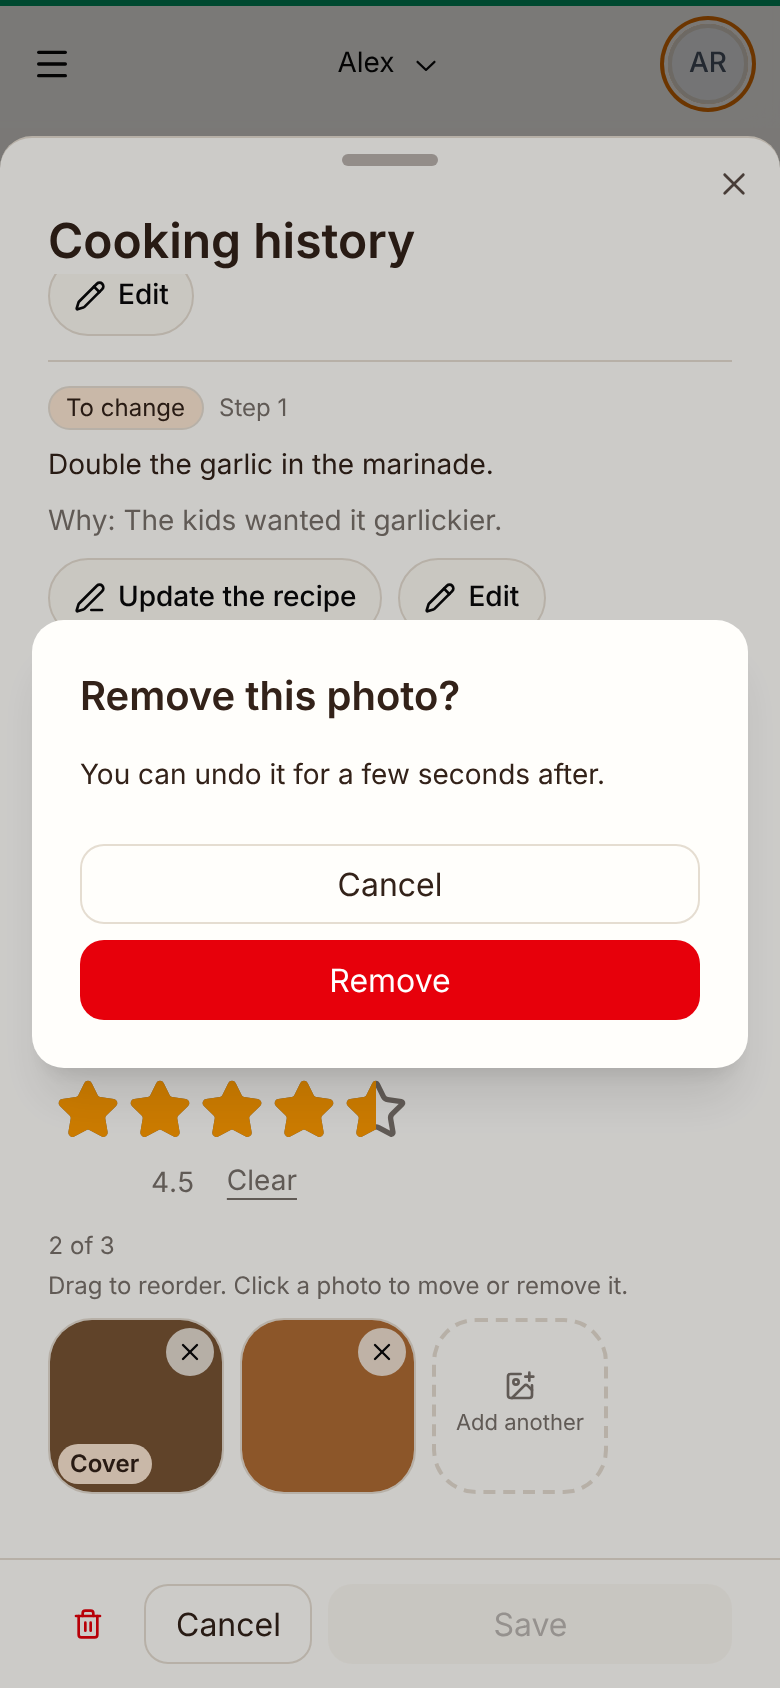 Alex
AR
Cooking history
Edit
To change Step 1
Double the garlic in the marinade.
Why: The kids wanted it garlickier.
Update the recipe Edit
Remove this photo?
You can undo it for a few seconds after.
Cancel
Remove
4.5 Clear
2 of 3
Drag to reorder. Click a photo to move or remove it.
Add another
Cover
Cancel Save